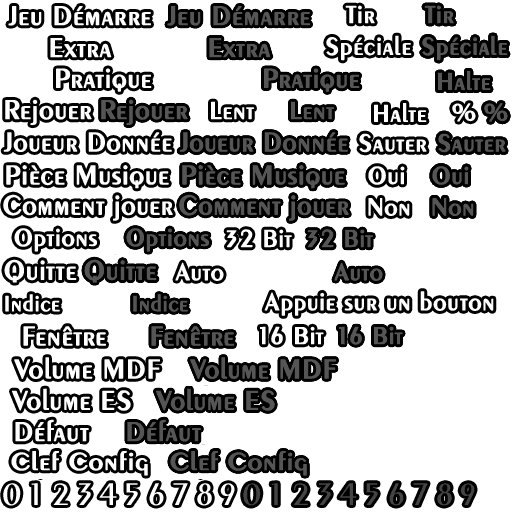 Jeu Démarre Jeu Démarre Tir Tir
Extra Extra Spéciale Spéciale
Pratique Pratique Halte
Rejouer Rejouer Lent Lent Halte % %
Joueur Donnée Joueur Donnée Sauter Sauter
Pièce Musique Pièce Musique Oui Oui
Comment jouer Comment jouer Non Non
Options Options 32 Bit 32 Bit
Quitte Quitte Auto Auto
Indice Indice Appuie sur un bouton
Fenêtre Fenêtre 16 Bit 16 Bit
Volume MDF Volume MDF
Volume ES Volume ES
Défaut Défaut
Clef Config Clef Config
0 1 2 3 4 5 6 7 8 9 0 1 2 3 4 5 6 7 8 9